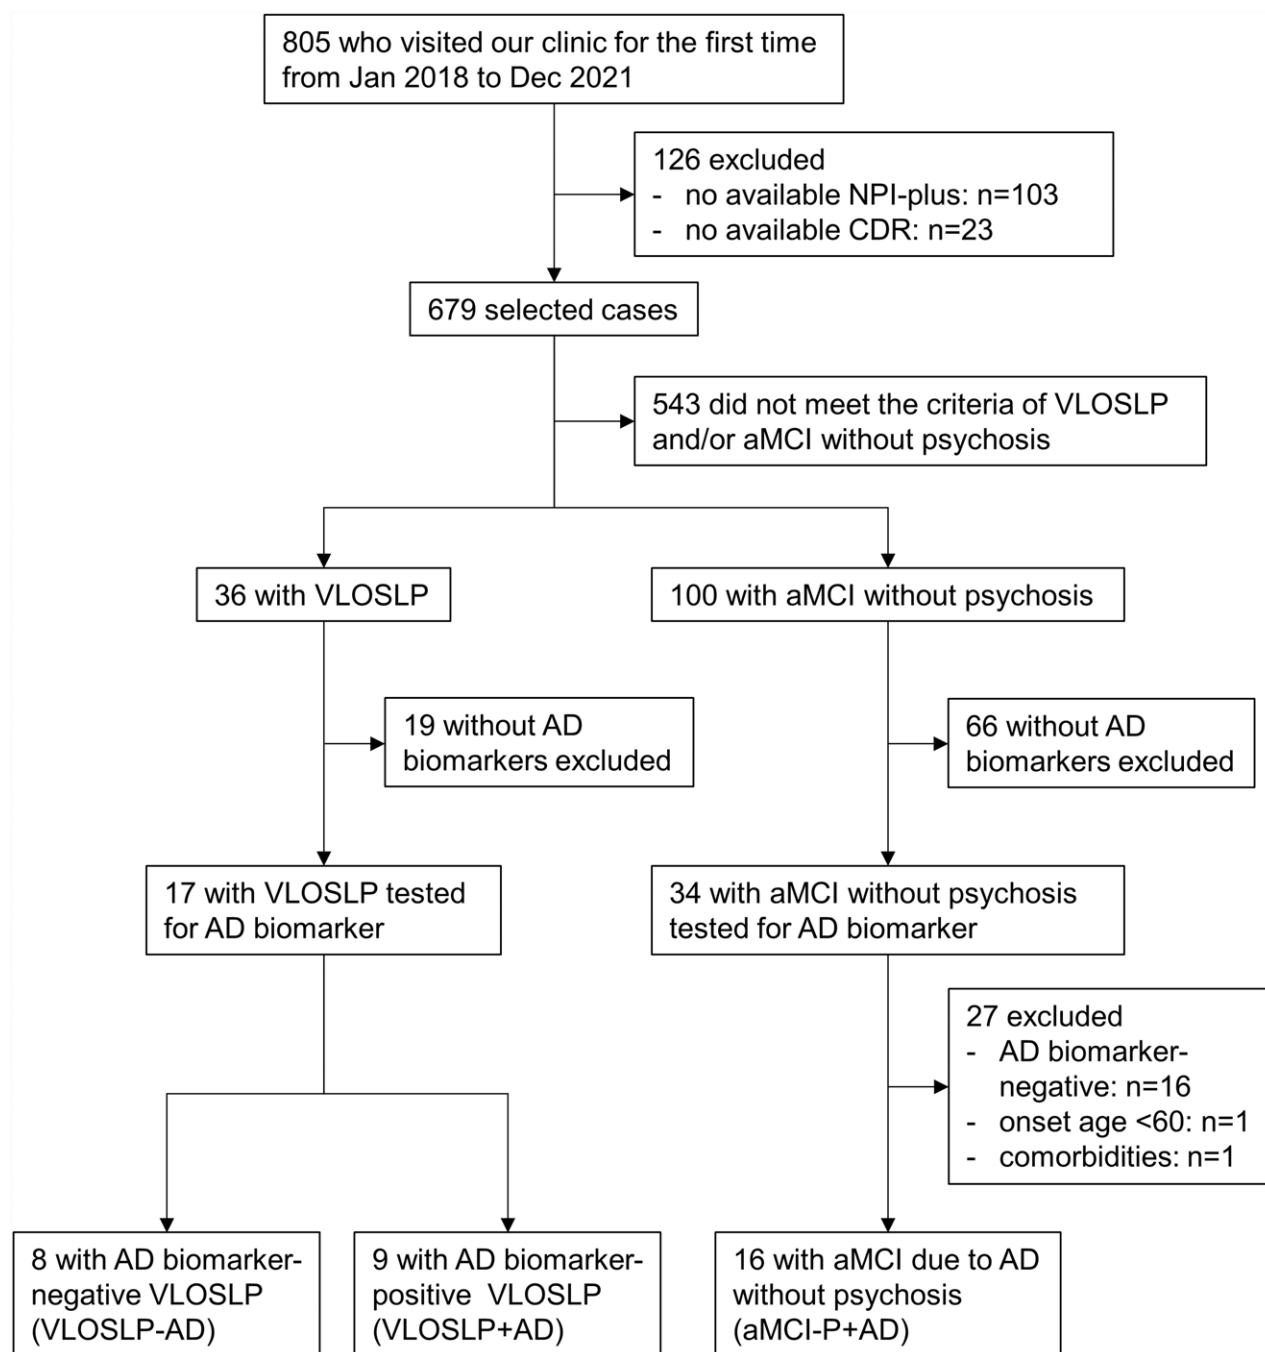 805 who visited our clinic for the first time
from Jan 2018 to Dec 2021
126 excluded
- no available NPI-plus: n=103
- no available CDR: n=23
679 selected cases
543 did not meet the criteria of VLOSLP
and/or aMCI without psychosis
36 with VLOSLP
100 with aMCI without psychosis
19 without AD
biomarkers excluded
66 without AD
biomarkers excluded
17 with VLOSLP tested
for AD biomarker
34 with aMCI without psychosis
tested for AD biomarker
27 excluded
- AD biomarker-
negative: n=16
- onset age <60: n=1
- comorbidities: n=1
8 with AD biomarker-
negative VLOSLP
(VLOSLP-AD)
9 with AD biomarker-
positive VLOSLP
(VLOSLP+AD)
16 with aMCI due to AD
without psychosis
(aMCI-P+AD)